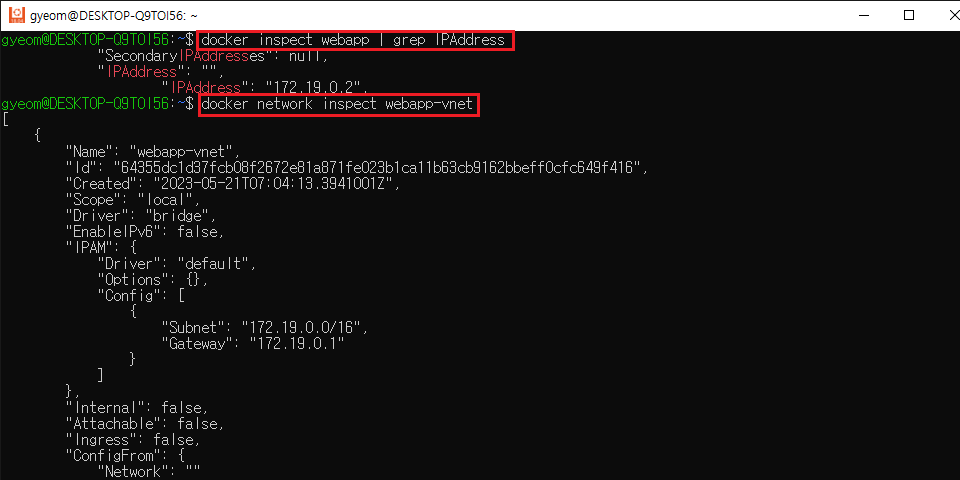 gyeom@DESKTOP-Q9TOI56: ~
gyeom@DESKTOP-Q9TOI56:~$ docker inspect webapp | grep IPAddress
            "SecondaryIPAddresses": null,
            "IPAddress": "",
                    "IPAddress": "172.19.0.2",
gyeom@DESKTOP-Q9TOI56:~$ docker network inspect webapp-vnet
[
    {
        "Name": "webapp-vnet",
        "Id": "64355dc1d37fcb08f2672e81a871fe023b1ca11b63cb9162bbeff0cfc649f416",
        "Created": "2023-05-21T07:04:13.3941001Z",
        "Scope": "local",
        "Driver": "bridge",
        "EnableIPv6": false,
        "IPAM": {
            "Driver": "default",
            "Options": {},
            "Config": [
                {
                    "Subnet": "172.19.0.0/16",
                    "Gateway": "172.19.0.1"
                }
            ]
        },
        "Internal": false,
        "Attachable": false,
        "Ingress": false,
        "ConfigFrom": {
            "Network": ""